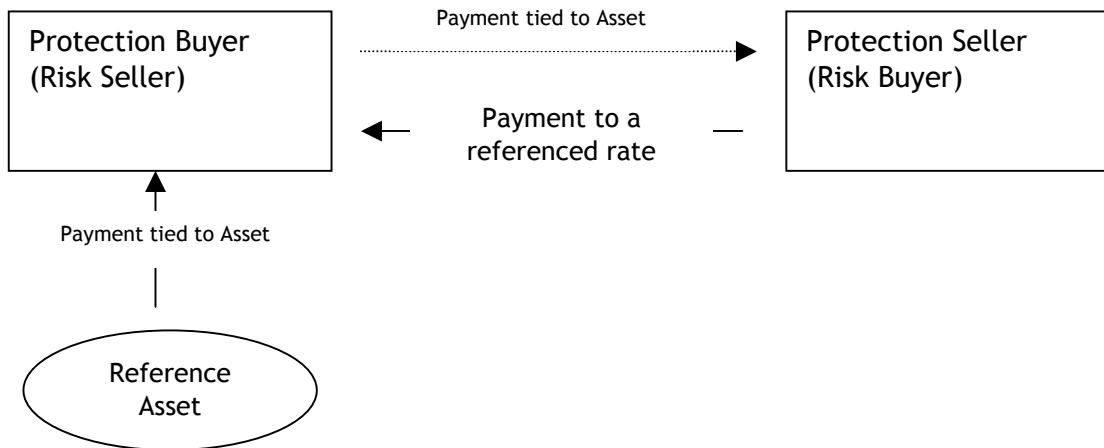 Protection Buyer
(Risk Seller)
Payment tied to Asset
Protection Seller
(Risk Buyer)
Payment to a
referenced rate
Payment tied to Asset
Reference
Asset